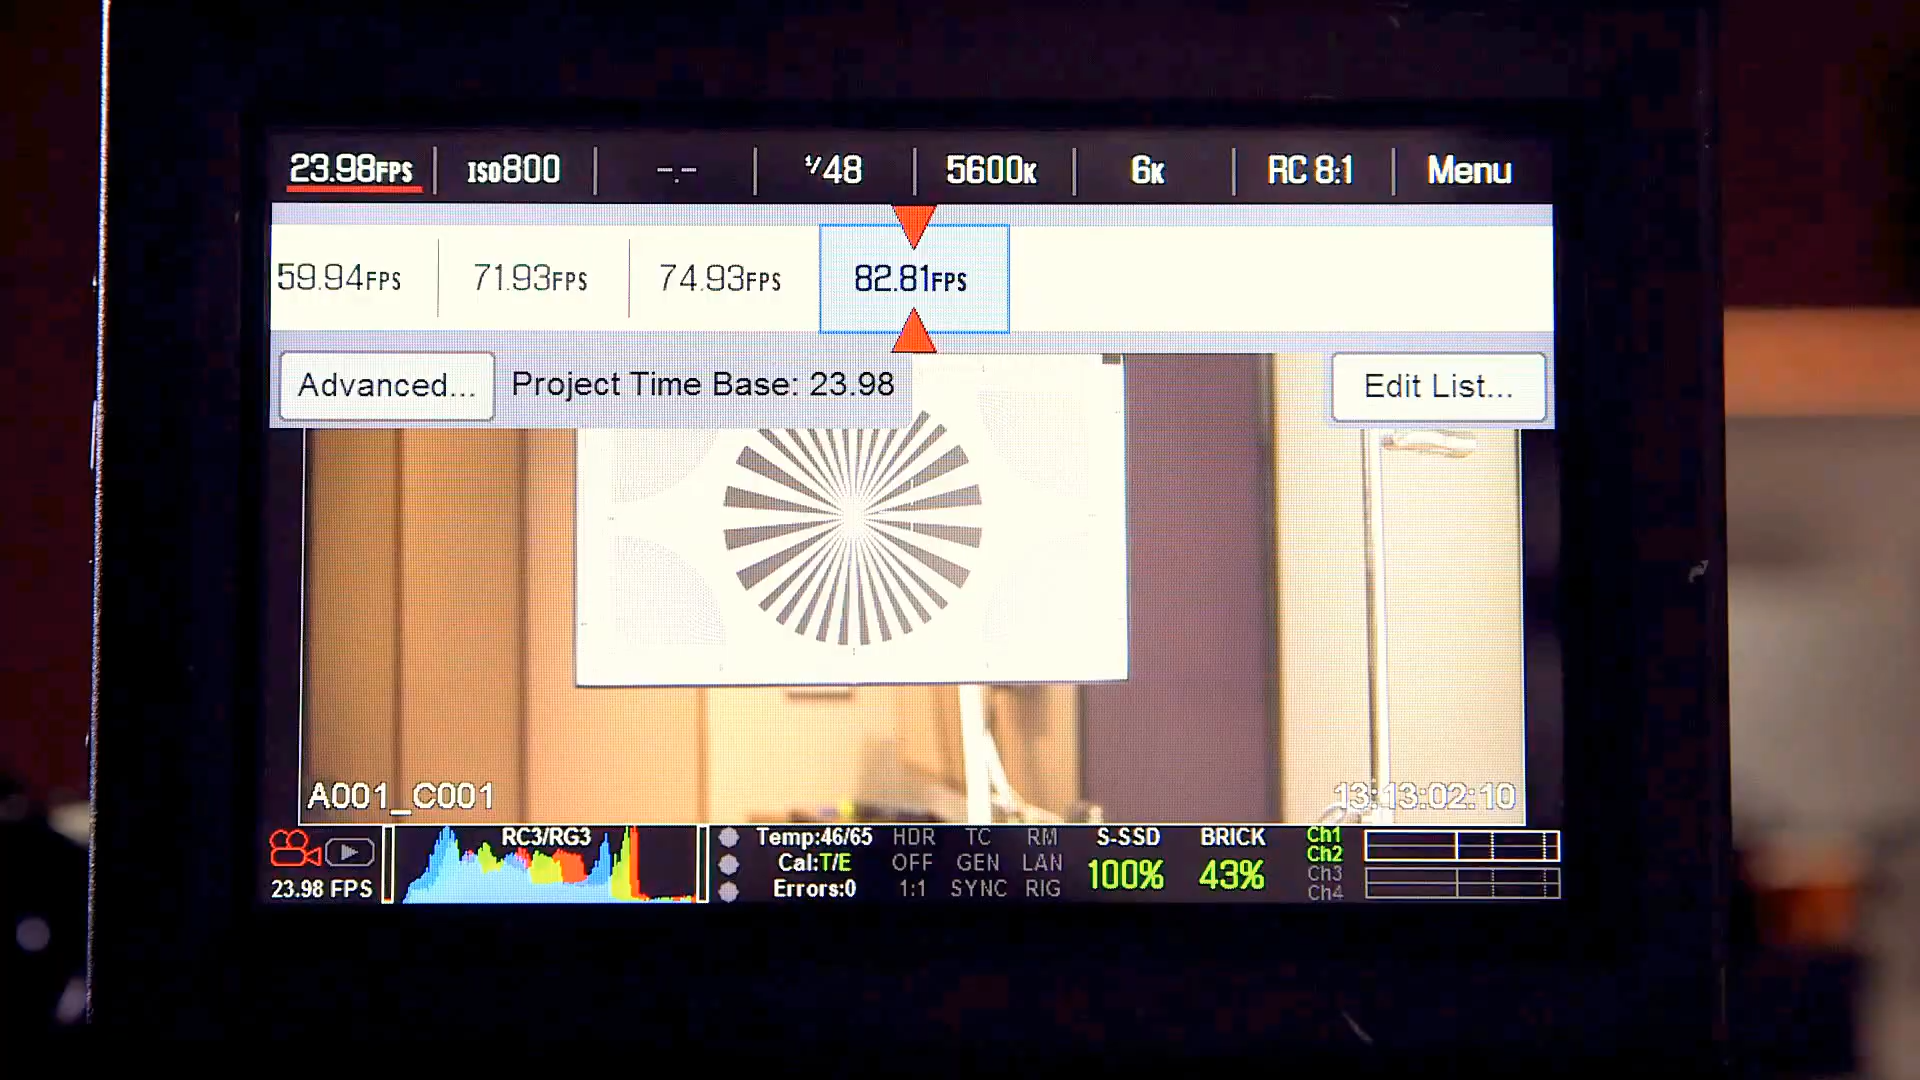 23.98FPS ISO800 -.- 1/48 5600K 6K RC 8:1 Menu
59.94FPS 71.93FPS 74.93FPS 82.81FPS
Advanced... Project Time Base: 23.98 Edit List...
A001_C001 13:13:02:10
RC3/RG3 Temp:46/65 HDR TC RM S-SSD BRICK Ch1
Cal:T/E OFF GEN LAN 100% 43% Ch2
23.98 FPS Errors:0 1:1 SYNC RIG Ch3
Ch4